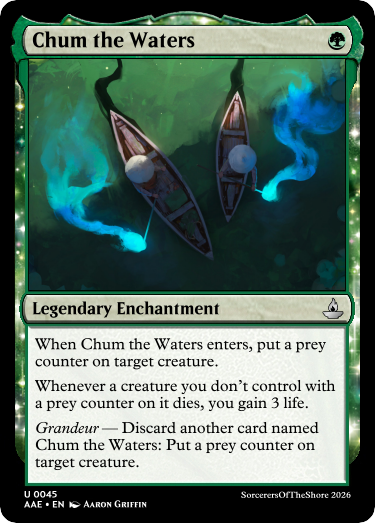 Chum the Waters
Legendary Enchantment
When Chum the Waters enters, put a prey
counter on target creature.
Whenever a creature you don't control with
a prey counter on it dies, you gain 3 life.
Grandeur — Discard another card named
Chum the Waters: Put a prey counter on
target creature.
U 0045
SorcerersOfTheShore 2026
AAE • EN Aaron Griffin